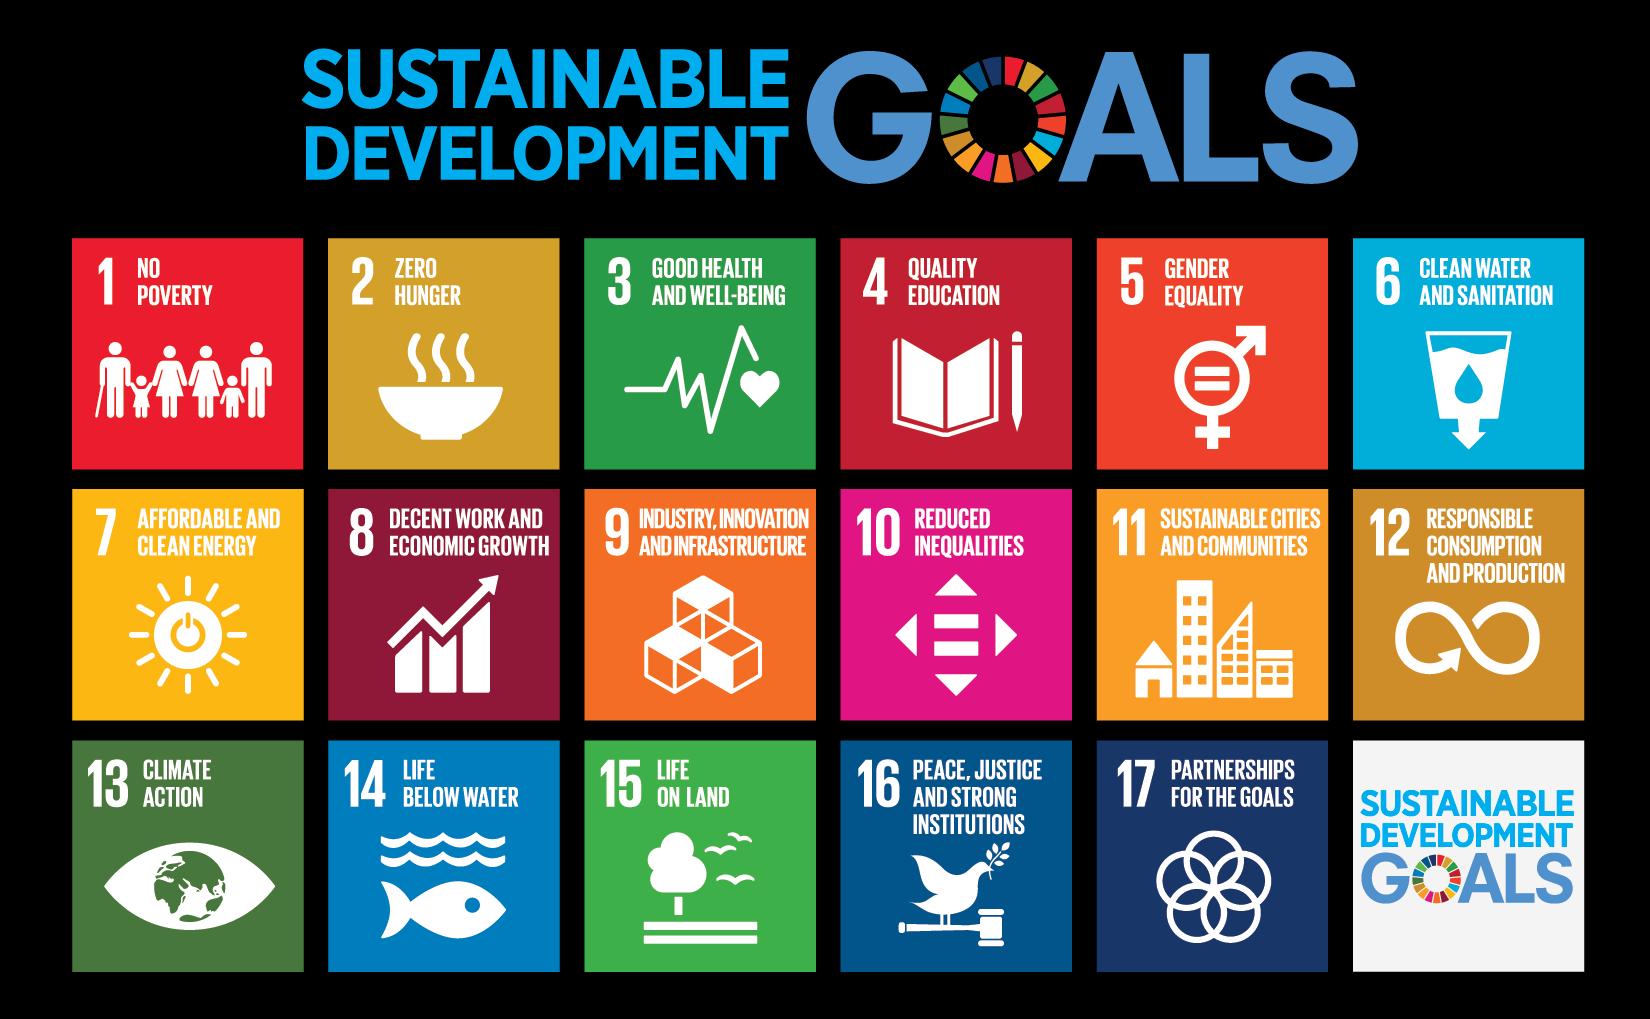 SUSTAINABLE
DEVELOPMENT
GOALS
1 NO
POVERTY
2 ZERO
HUNGER
3 GOOD HEALTH
AND WELL-BEING
4 QUALITY
EDUCATION
5 GENDER
EQUALITY
6 CLEAN WATER
AND SANITATION
7 AFFORDABLE AND
CLEAN ENERGY
8 DECENT WORK AND
ECONOMIC GROWTH
9 INDUSTRY, INNOVATION
AND INFRASTRUCTURE
10 REDUCED
INEQUALITIES
11 SUSTAINABLE CITIES
AND COMMUNITIES
12 RESPONSIBLE
CONSUMPTION
AND PRODUCTION
13 CLIMATE
ACTION
14 LIFE
BELOW WATER
15 LIFE
ON LAND
16 PEACE, JUSTICE
AND STRONG
INSTITUTIONS
17 PARTNERSHIPS
FOR THE GOALS
SUSTAINABLE
DEVELOPMENT
GOALS